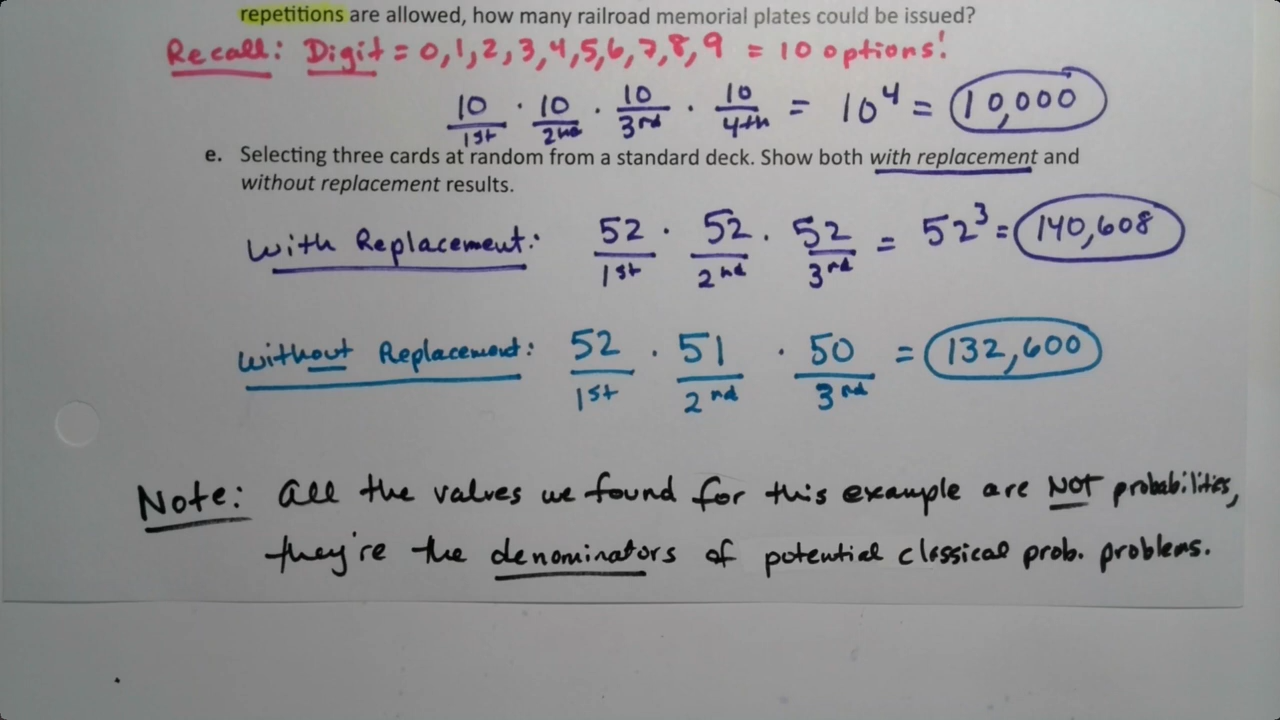 repetitions are allowed, how many railroad memorial plates could be issued?
Recall: Digit = 0,1,2,3,4,5,6,7,8,9 = 10 options!
10 · 10 · 10 · 10 = 10⁴ = 10,000
1st 2nd 3rd 4th
e. Selecting three cards at random from a standard deck. Show both with replacement and
without replacement results.
With Replacement: 52 · 52 · 52 = 52³ = 140,608
1st 2nd 3rd
Without Replacement: 52 · 51 · 50 = 132,600
1st 2nd 3rd
Note: All the values we found for this example are NOT probabilities,
they're the denominators of potential classical prob. problems.